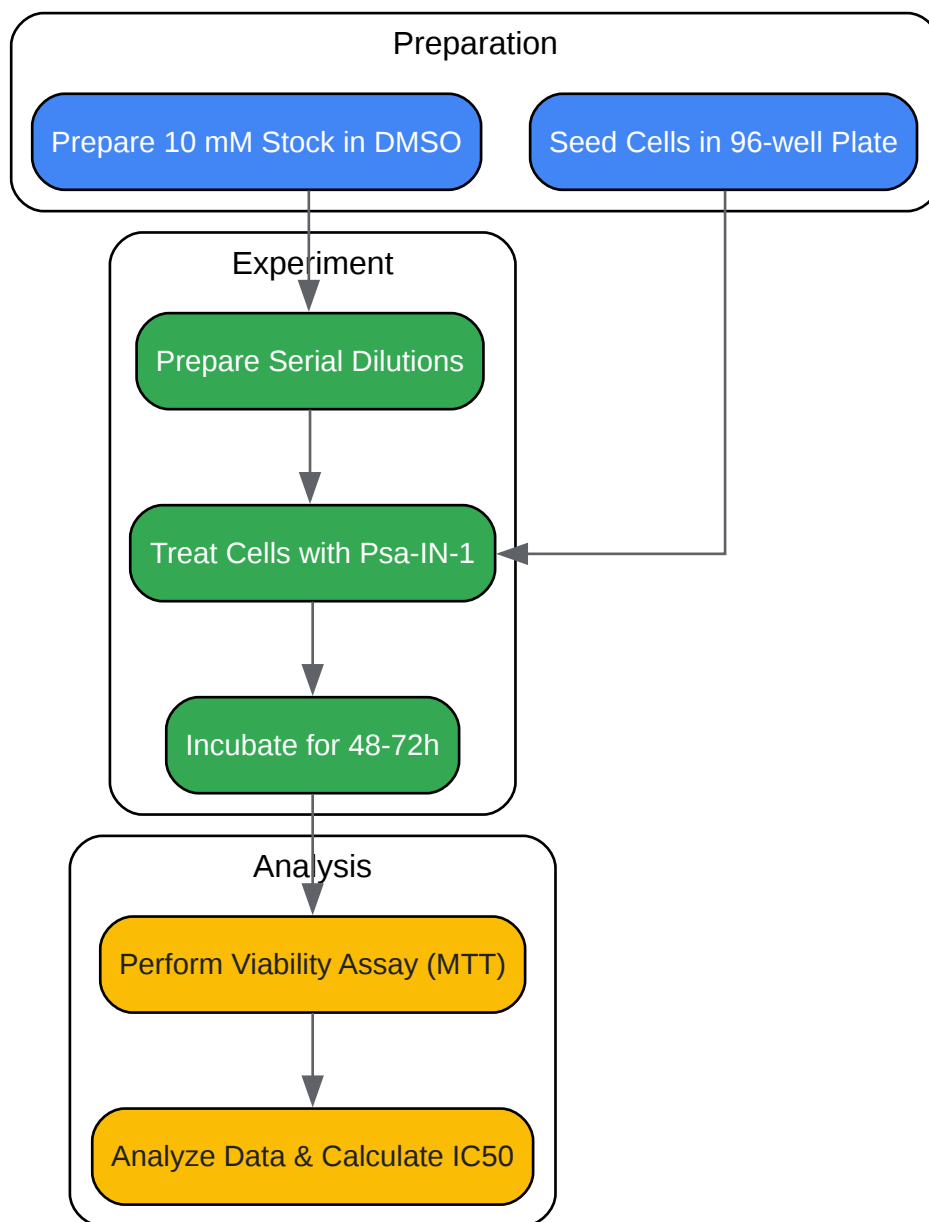 Preparation
Prepare 10 mM Stock in DMSO
Seed Cells in 96-well Plate
Experiment
Prepare Serial Dilutions
Treat Cells with Psa-IN-1
Incubate for 48-72h
Analysis
Perform Viability Assay (MTT)
Analyze Data & Calculate IC50